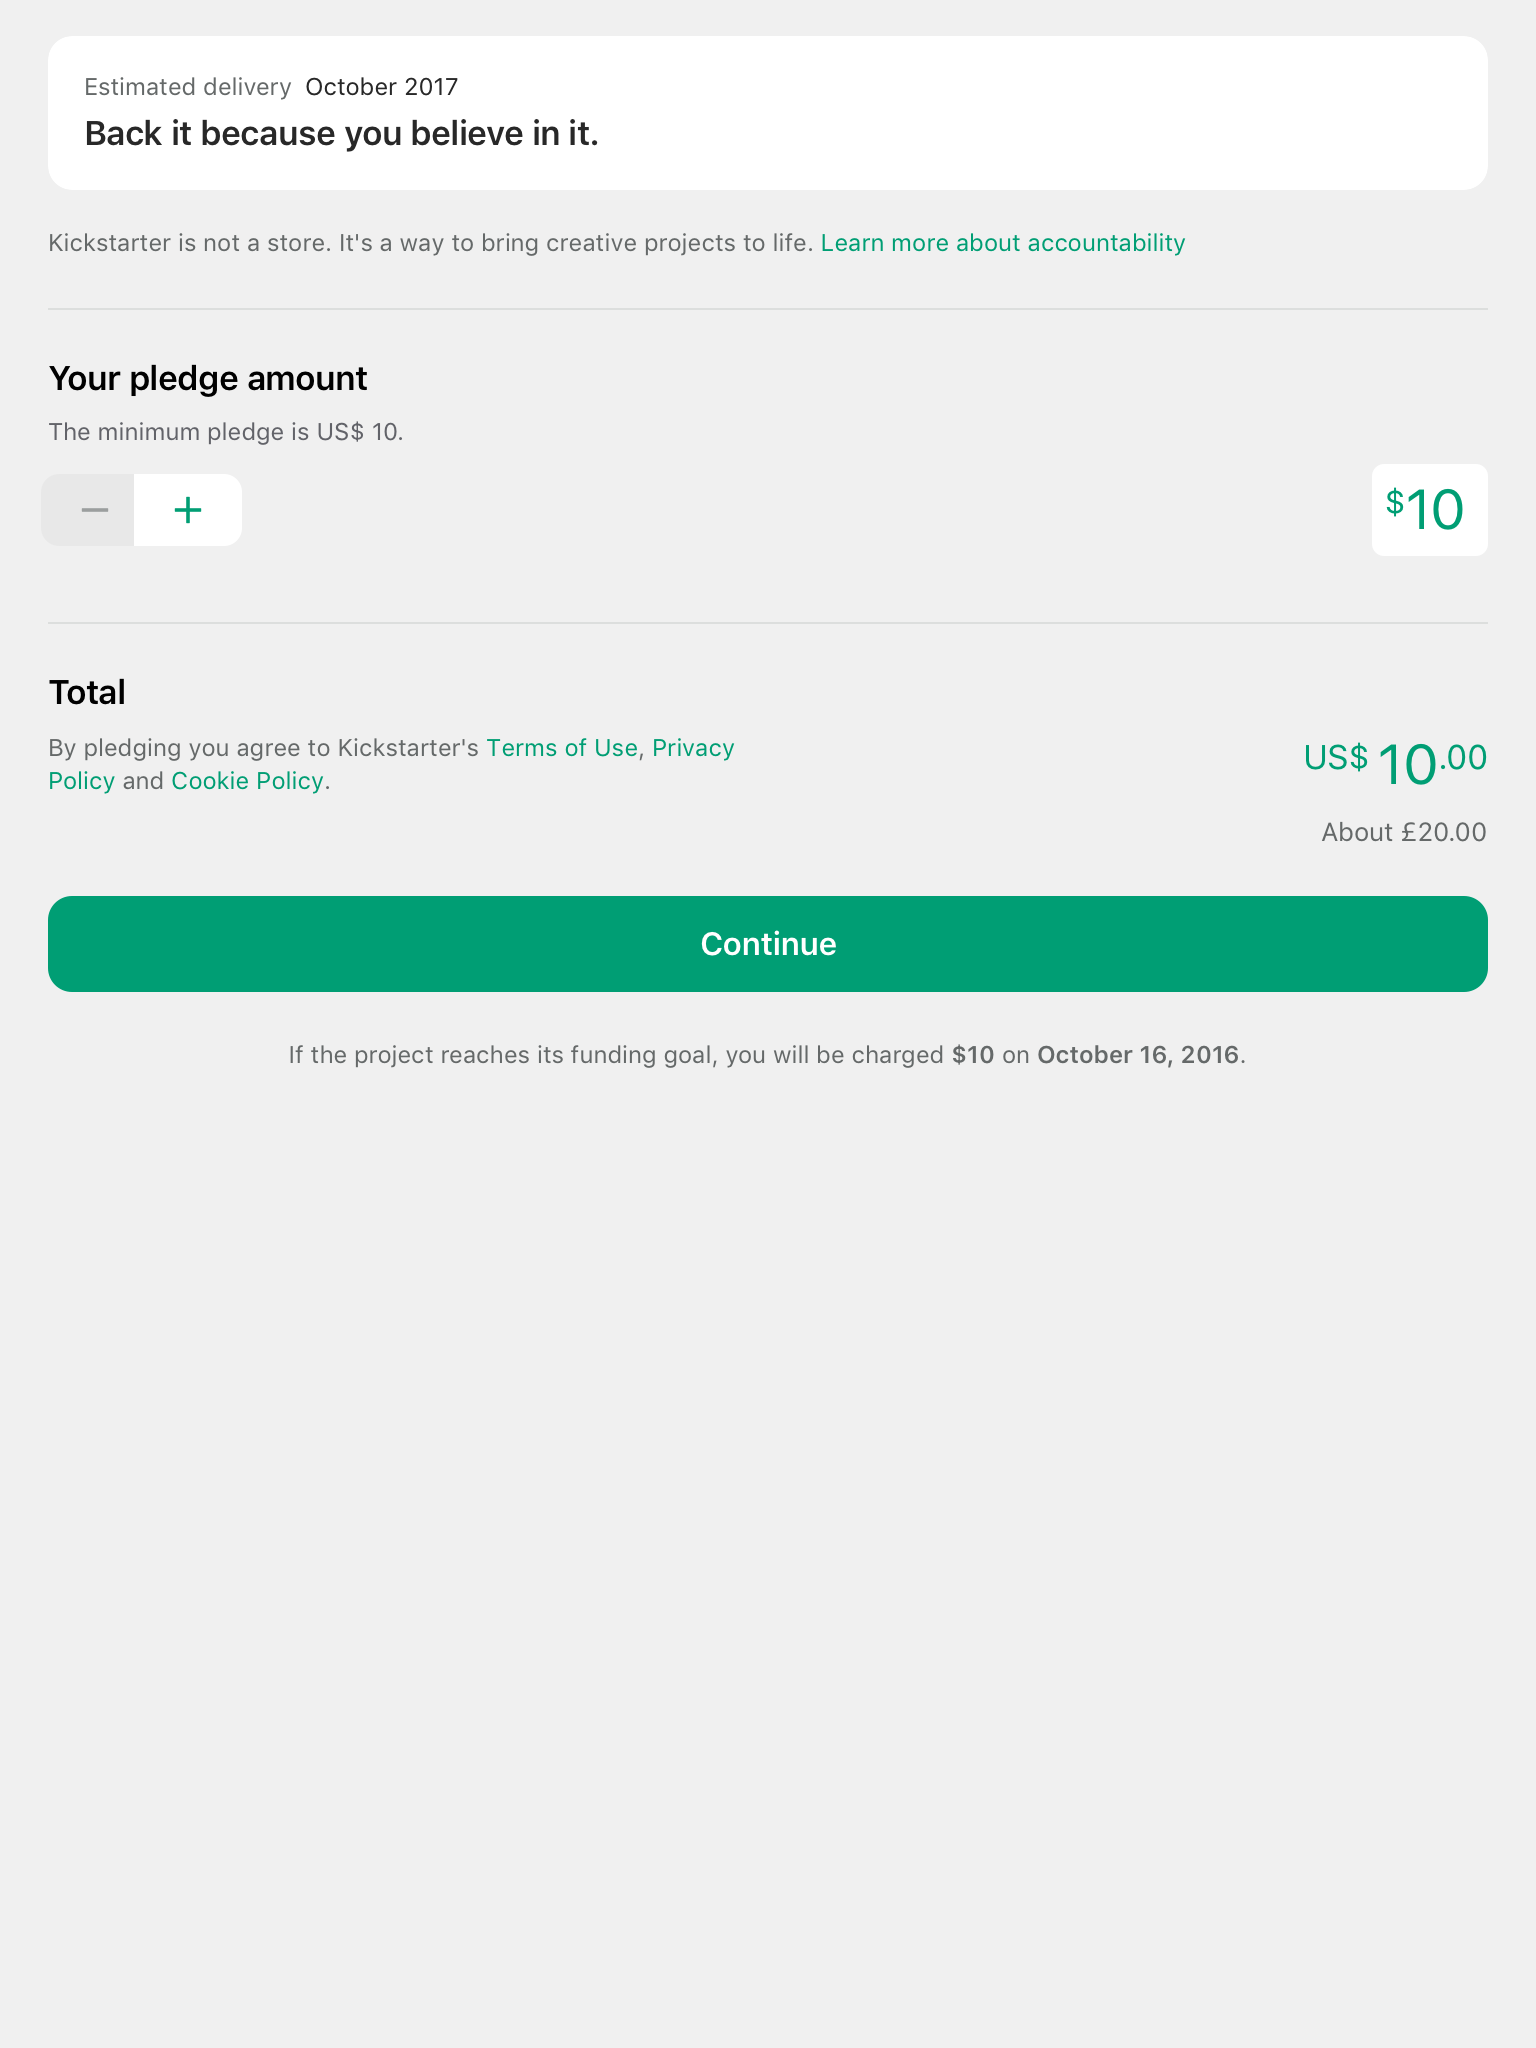 Estimated delivery October 2017
Back it because you believe in it.
Kickstarter is not a store. It's a way to bring creative projects to life. Learn more about accountability
Your pledge amount
The minimum pledge is US$ 10.
− +
$10
Total
By pledging you agree to Kickstarter's Terms of Use, Privacy
Policy and Cookie Policy.
US$ 10.00
About £20.00
Continue
If the project reaches its funding goal, you will be charged $10 on October 16, 2016.